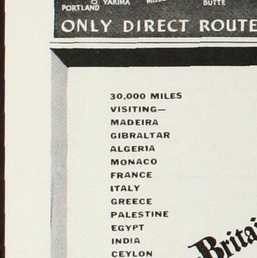 YAKIMA
BUTTE
PORTLAND
ONLY DIRECT ROUTE
30,000 MILES
VISITING—
MADEIRA
GIBRALTAR
ALGERIA
MONACO
FRANCE
ITALY
GREECE
PALESTINE
EGYPT
INDIA
CEYLON
Britai